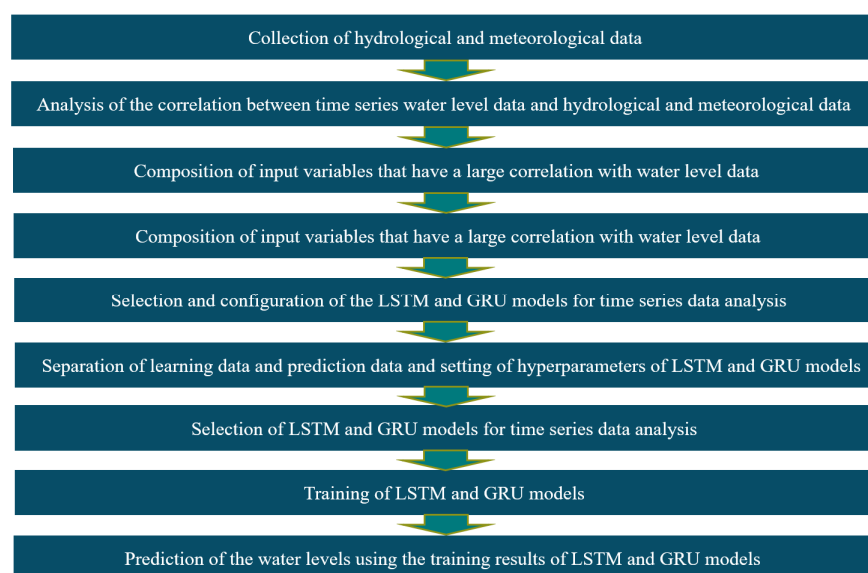 Collection of hydrological and meteorological data
Analysis of the correlation between time series water level data and hydrological and meteorological data
Composition of input variables that have a large correlation with water level data
Composition of input variables that have a large correlation with water level data
Selection and configuration of the LSTM and GRU models for time series data analysis
Separation of learning data and prediction data and setting of hyperparameters of LSTM and GRU models
Selection of LSTM and GRU models for time series data analysis
Training of LSTM and GRU models
Prediction of the water levels using the training results of LSTM and GRU models